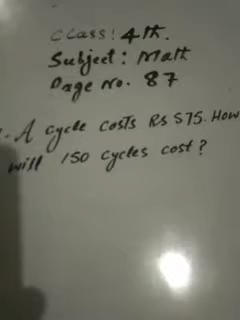 Class: 4th.
Subject: Math
Page No. 87
A cycle costs Rs 575. How
will 150 cycles cost?